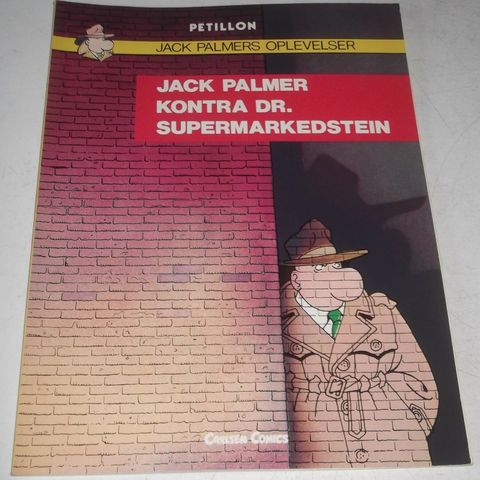 PETILLON
JACK PALMERS OPLEVELSER
JACK PALMER
KONTRA DR.
SUPERMARKEDSTEIN
CARLSEN COMICS